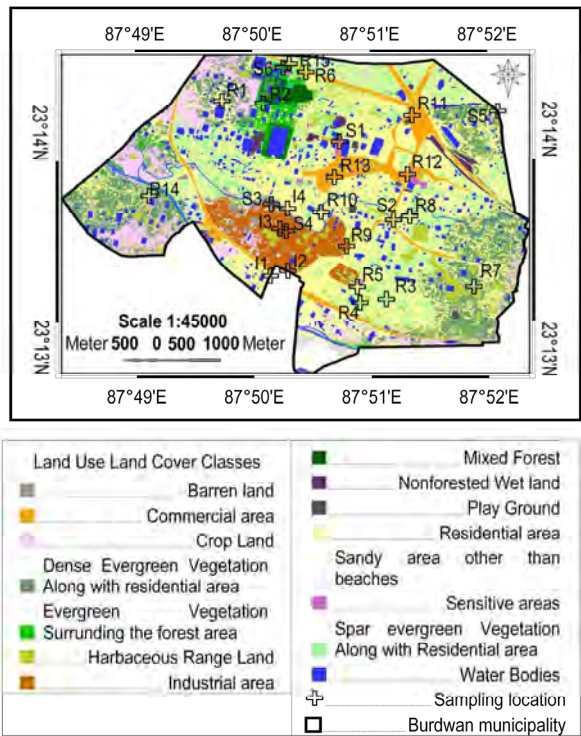 87°49'E 87°50'E 87°51'E 87°52'E
23°14'N
23°14'N
R15
S6
R6
R1
R2
R11
S5
S1
R13
R12
R14
S3
I4
R10
S2
R8
I3
S4
R9
I1
I2
R5
R3
R7
R4
Scale 1:45000
Meter 500 0 500 1000 Meter
23°13'N
23°13'N
87°49'E 87°50'E 87°51'E 87°52'E
Land Use Land Cover Classes
Barren land
Commercial area
Crop Land
Dense Evergreen Vegetation
Along with residential area
Evergreen Vegetation
Surrunding the forest area
Harbaceous Range Land
Industrial area
Mixed Forest
Nonforested Wet land
Play Ground
Residential area
Sandy area other than
beaches
Sensitive areas
Spar evergreen Vegetation
Along with Residential area
Water Bodies
Sampling location
Burdwan municipality